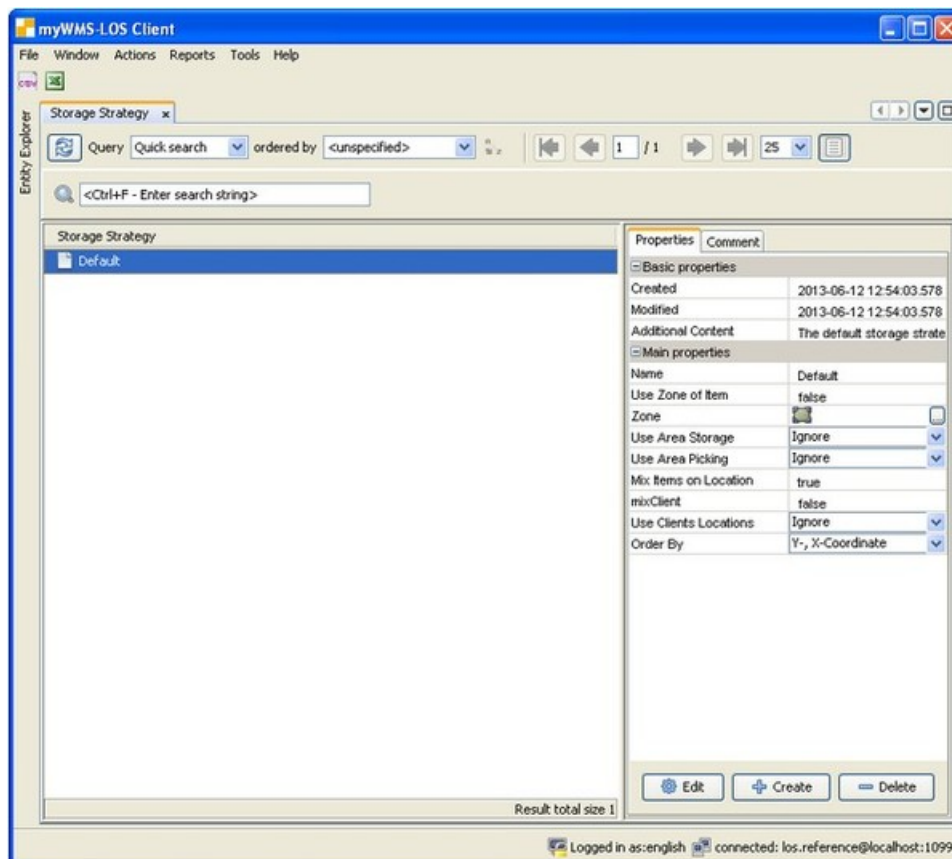 myWMS-LOS Client
File Window Actions Reports Tools Help
csv
Entity Explorer
Storage Strategy x
Query Quick search ordered by <unspecified> 1 / 1 25
<Ctrl+F - Enter search string>
Storage Strategy
Default
Properties Comment
Basic properties
Created 2013-06-12 12:54:03.578
Modified 2013-06-12 12:54:03.578
Additional Content The default storage strate
Main properties
Name Default
Use Zone of Item false
Zone
Use Area Storage Ignore
Use Area Picking Ignore
Mix Items on Location true
mixClient false
Use Clients Locations Ignore
Order By Y-, X-Coordinate
Edit Create Delete
Result total size 1
Logged in as:english connected: los.reference@localhost:1099